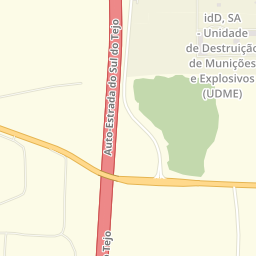 idD, SA
- Unidade
de Destruição
de Munições
e Explosivos
(UDME)
Auto-Estrada do Sul do Tejo
Tejo